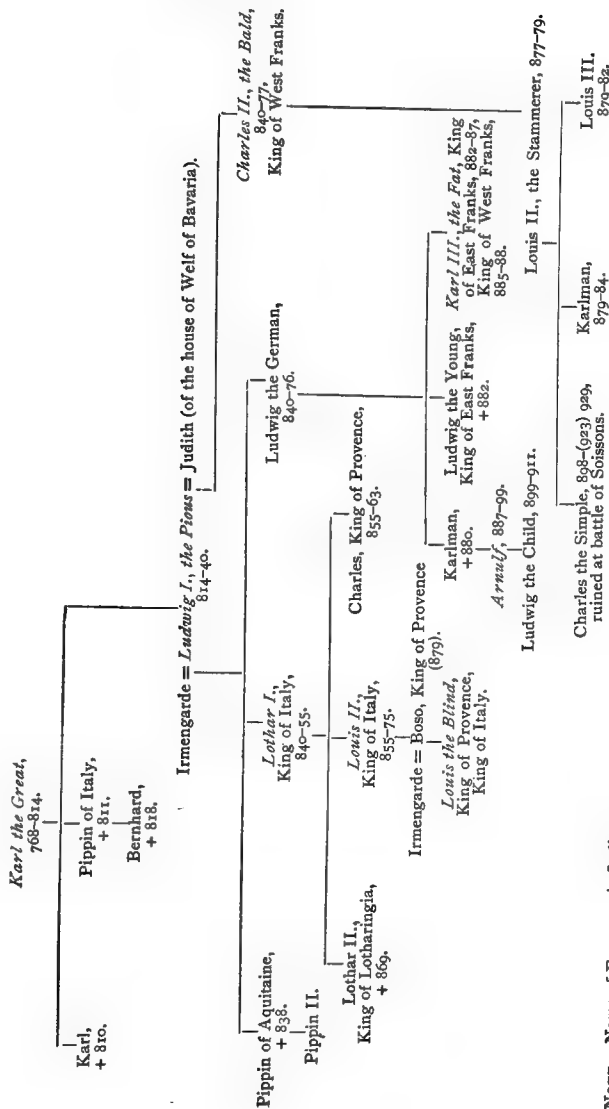 Karl the Great,
768–814.
Karl,
+ 810.
Pippin of Italy,
+ 811.
Bernhard,
+ 818.
Irmengarde = Ludwig I., the Pious = Judith (of the house of Welf of Bavaria).
814–40.
Pippin of Aquitaine,
+ 838.
Pippin II.
Lothar I.,
King of Italy,
840–55.
Ludwig the German,
840–76.
Charles II., the Bald,
840–77,
King of West Franks.
Lothar II.,
King of Lotharingia,
+ 869.
Louis II.,
King of Italy,
855–75.
Charles, King of Provence,
855–63.
Irmengarde = Boso, King of Provence
(879).
Louis the Blind,
King of Provence,
King of Italy.
Karlman,
+880.
Arnulf, 887–99.
Ludwig the Child, 899–911.
Ludwig the Young,
King of East Franks,
+882.
Karl III., the Fat, King
of East Franks, 882–87,
King of West Franks,
885–88.
Louis II., the Stammerer, 877–79.
Charles the Simple, 898–(923) 929,
ruined at battle of Soissons.
Karlman,
879–84.
Louis III.
879–82.